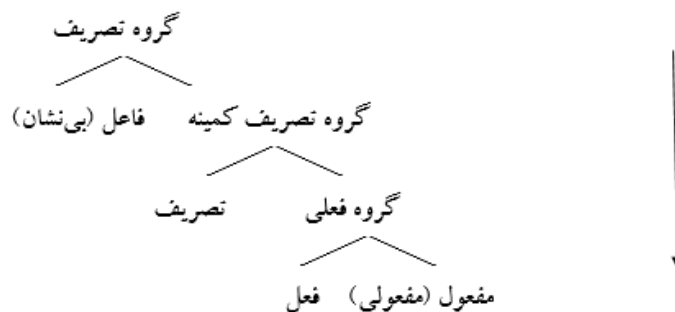 گروه تصریف
گروه تصریف کمینه فاعل (بی‌نشان)
گروه فعلی تصریف
مفعول (مفعولی) فعل